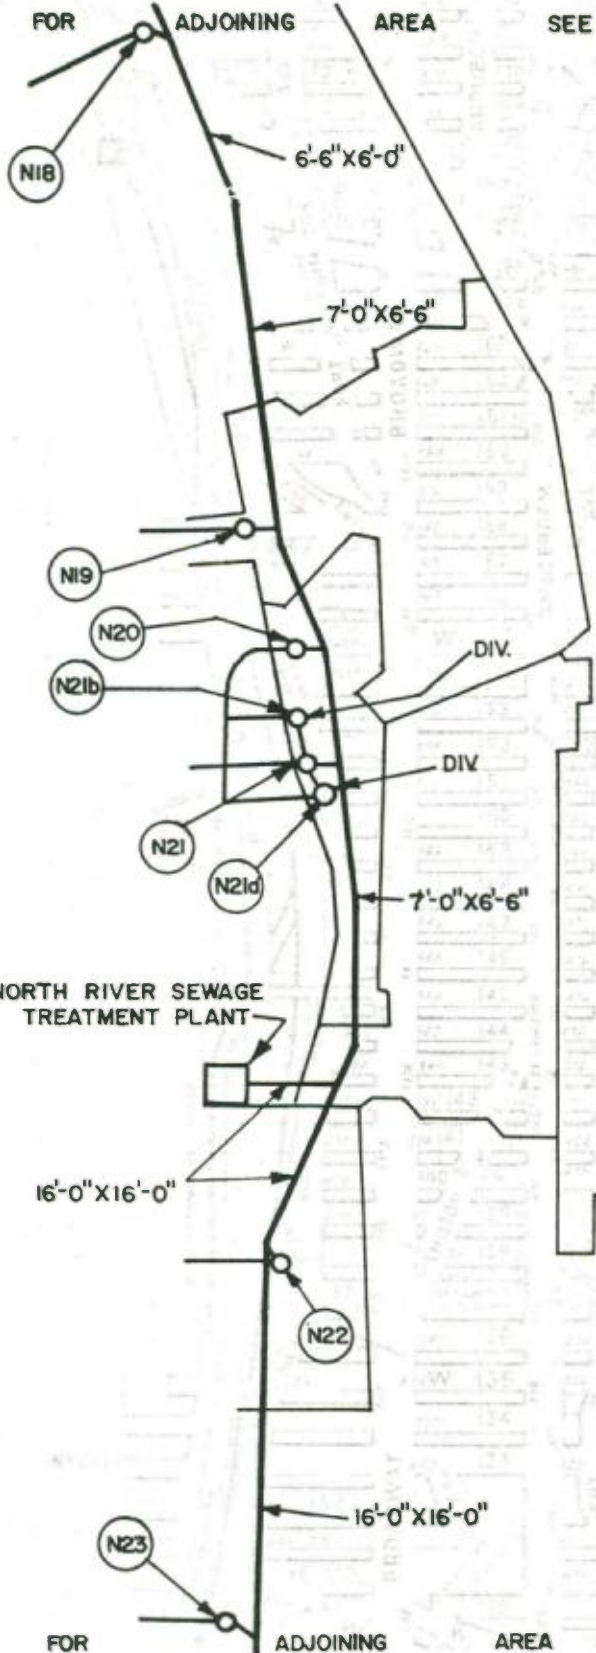 FOR ADJOINING AREA SEE
N18
6'-6"X6'-0"
7'-0"X6'-6"
N19
N20
DIV.
N21b
DIV.
N21
N21a
7'-0"X6'-6"
NORTH RIVER SEWAGE
TREATMENT PLANT
16'-0"X16'-0"
N22
16'-0"X16'-0"
N23
FOR ADJOINING AREA